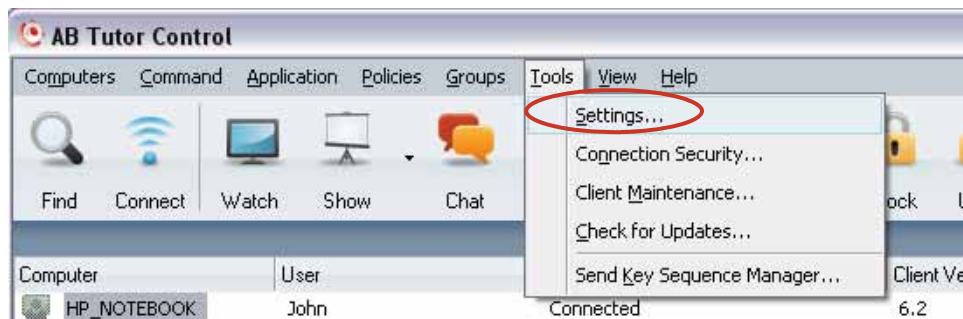 AB Tutor Control
Computers Command Application Policies Groups Tools View Help
Settings...
Connection Security...
Client Maintenance...
Check for Updates...
Send Key Sequence Manager...
Find Connect Watch Show Chat ock
Computer User Client Ve
HP_NOTEBOOK John Connected 6.2